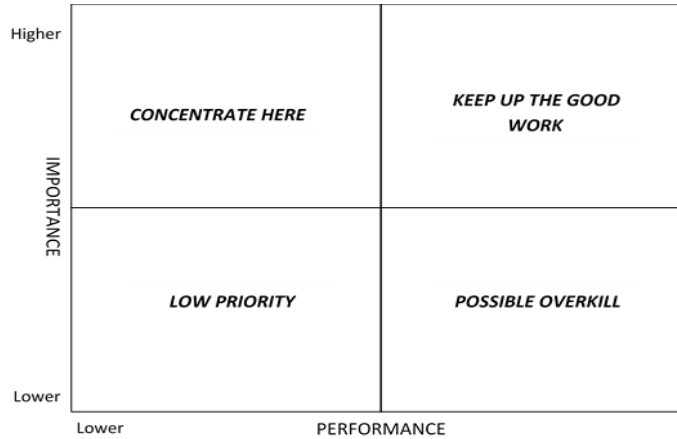 Higher
CONCENTRATE HERE
KEEP UP THE GOOD
WORK
IMPORTANCE
LOW PRIORITY
POSSIBLE OVERKILL
Lower
Lower
PERFORMANCE